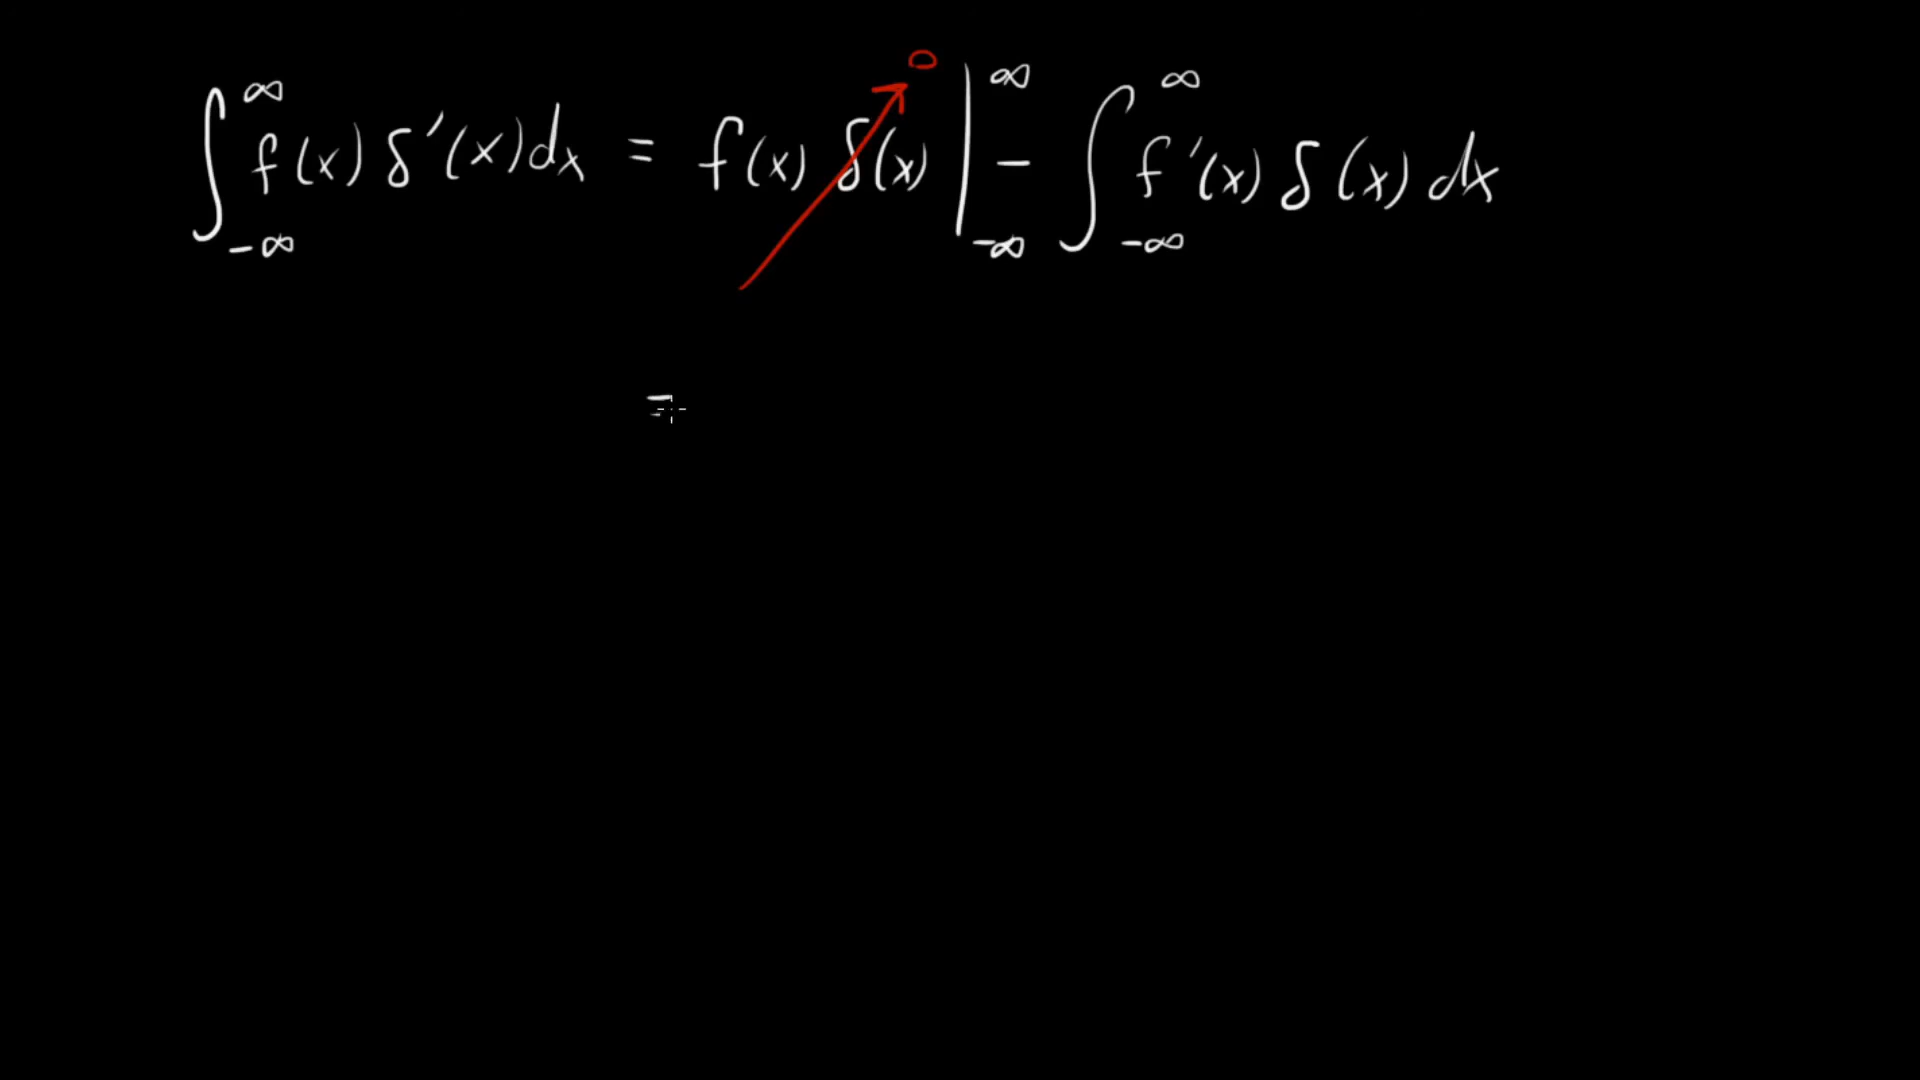 ∫_{-∞}^{∞} f(x) δ'(x) dx = f(x) δ(x) |_{-∞}^{∞} - ∫_{-∞}^{∞} f'(x) δ(x) dx
0
=